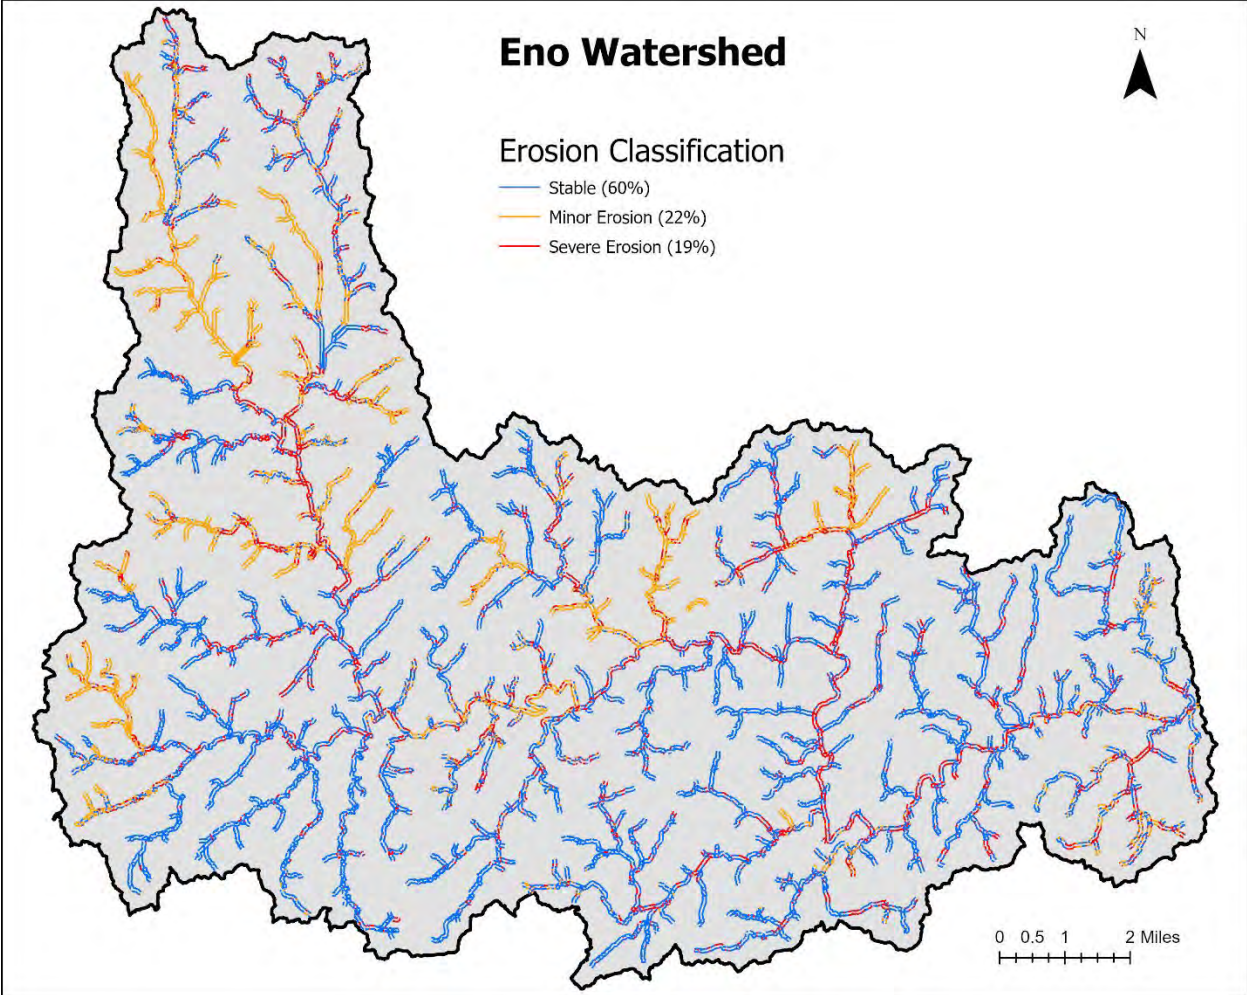 Eno Watershed
N
Erosion Classification
Stable (60%)
Minor Erosion (22%)
Severe Erosion (19%)
0 0.5 1 2 Miles